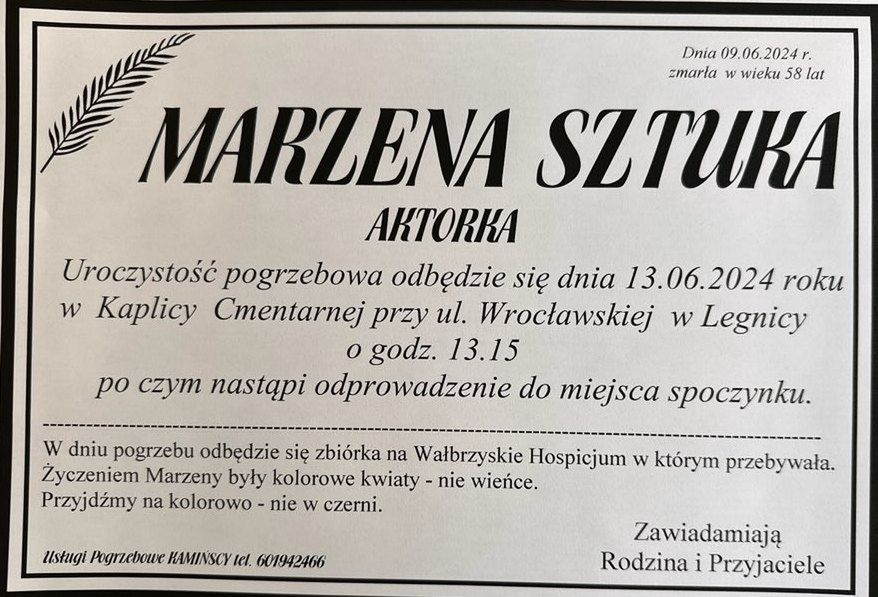 Dnia 09.06.2024 r.
zmarła w wieku 58 lat
MARZENA SZTUKA
AKTORKA
Uroczystość pogrzebowa odbędzie się dnia 13.06.2024 roku
w Kaplicy Cmentarnej przy ul. Wrocławskiej w Legnicy
o godz. 13.15
po czym nastąpi odprowadzenie do miejsca spoczynku.
W dniu pogrzebu odbędzie się zbiórka na Wałbrzyskie Hospicjum w którym przebywała.
Życzeniem Marzeny były kolorowe kwiaty - nie wieńce.
Przyjdźmy na kolorowo - nie w czerni.
Zawiadamiają
Rodzina i Przyjaciele
Usługi Pogrzebowe KAMIŃSCY tel. 601942466